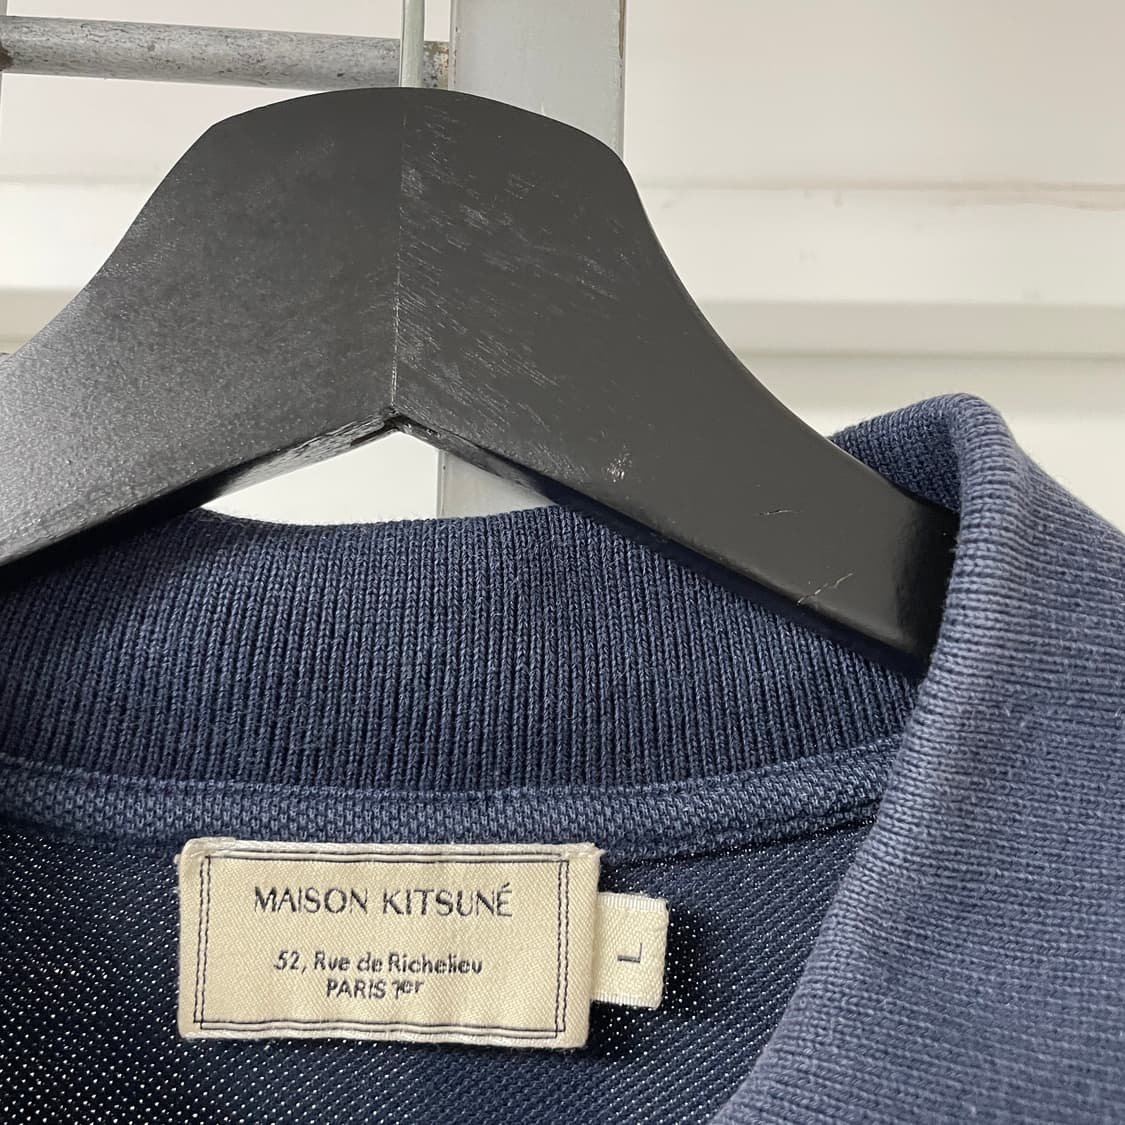 MAISON KITSUNÉ
52, Rue de Richelieu
PARIS 1er
L